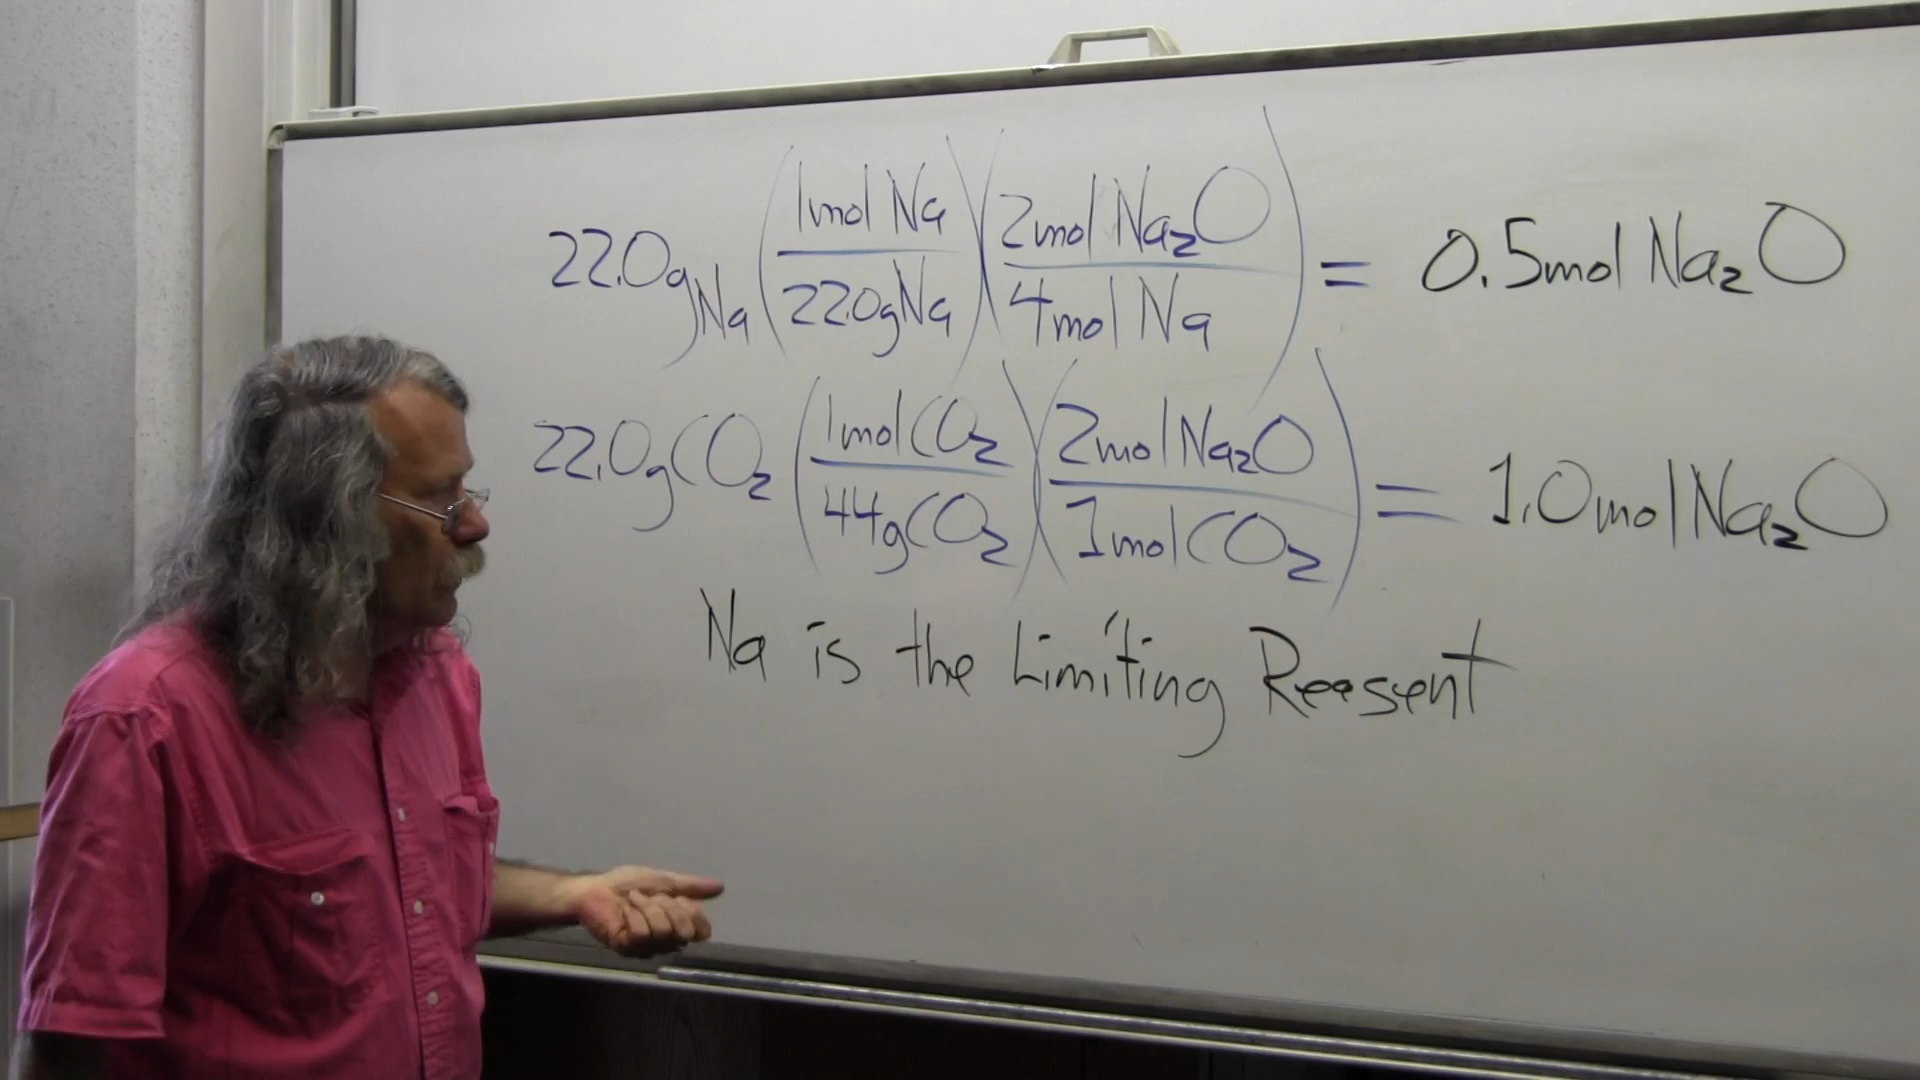 22.0g Na (1mol Na / 22.0g Na) (2mol Na₂O / 4mol Na) = 0.5mol Na₂O
22.0g CO₂ (1mol CO₂ / 44g CO₂) (2mol Na₂O / 1mol CO₂) = 1.0mol Na₂O
Na is the Limiting Reagent